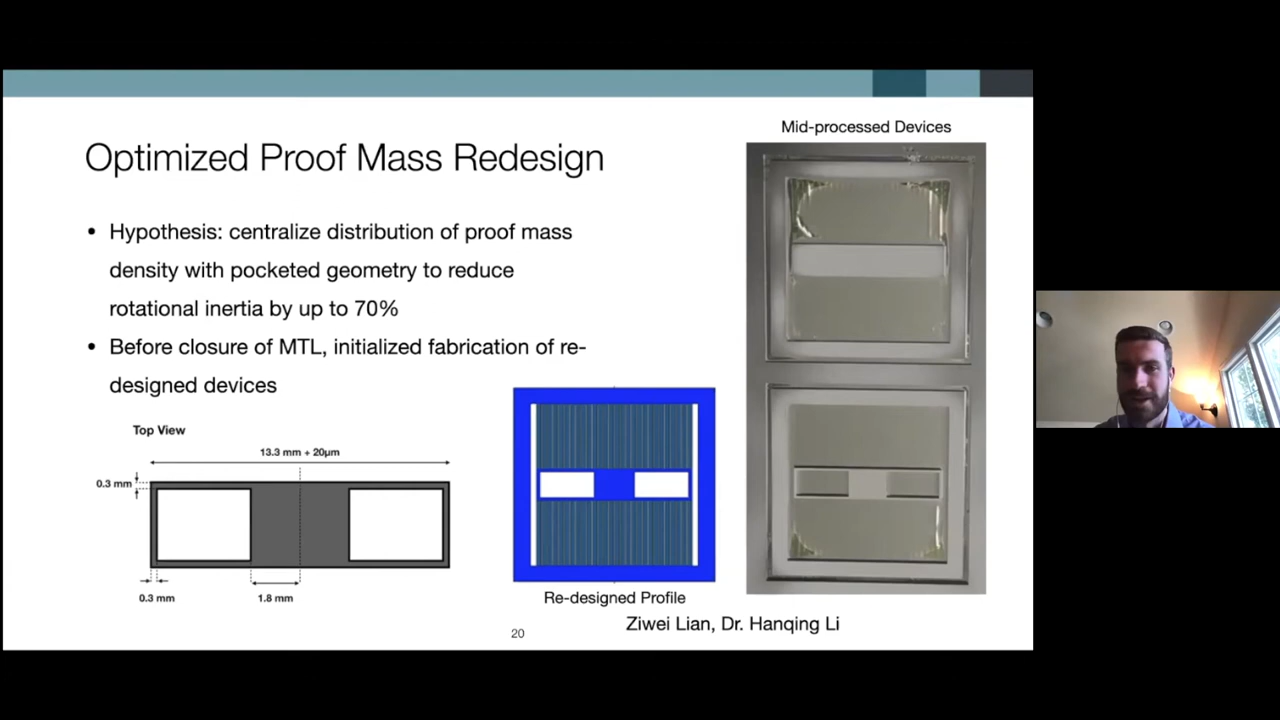 Mid-processed Devices
Optimized Proof Mass Redesign
• Hypothesis: centralize distribution of proof mass
density with pocketed geometry to reduce
rotational inertia by up to 70%
• Before closure of MTL, initialized fabrication of re-
designed devices
Top View
13.3 mm + 20μm
0.3 mm
0.3 mm
1.8 mm
Re-designed Profile
Ziwei Lian, Dr. Hanqing Li
20